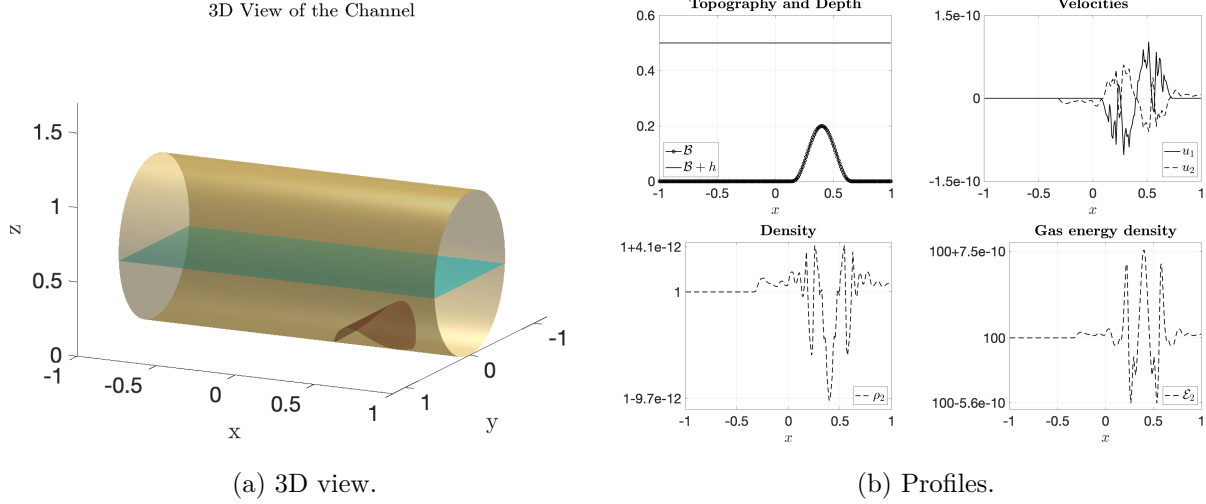 3D View of the Channel
1.5
1
0.5
0
z
-1
-0.5
0
0.5
1
x
-1
0
1
y
(a) 3D view.
Topography and Depth
0.6
0.4
0.2
0
-1 -0.5 0 0.5 1
x
B
B + h
Velocities
1.5e-10
0
-1.5e-10
-1 -0.5 0 0.5 1
x
u₁
u₂
Density
1+4.1e-12
1
1-9.7e-12
-1 -0.5 0 0.5 1
x
ρ₂
Gas energy density
100+7.5e-10
100
100-5.6e-10
-1 -0.5 0 0.5 1
x
ℰ₂
(b) Profiles.